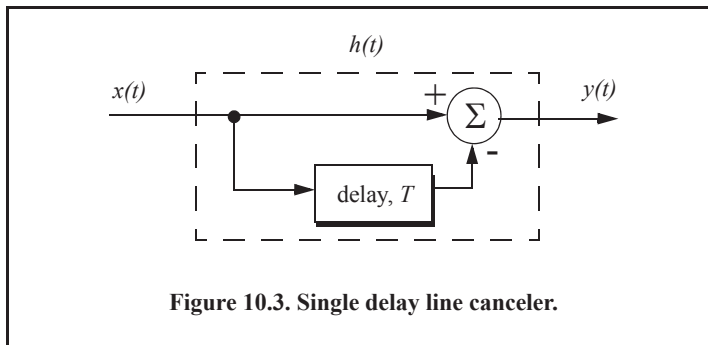 h(t)
x(t)
y(t)
+
Σ
-
delay, T
Figure 10.3. Single delay line canceler.